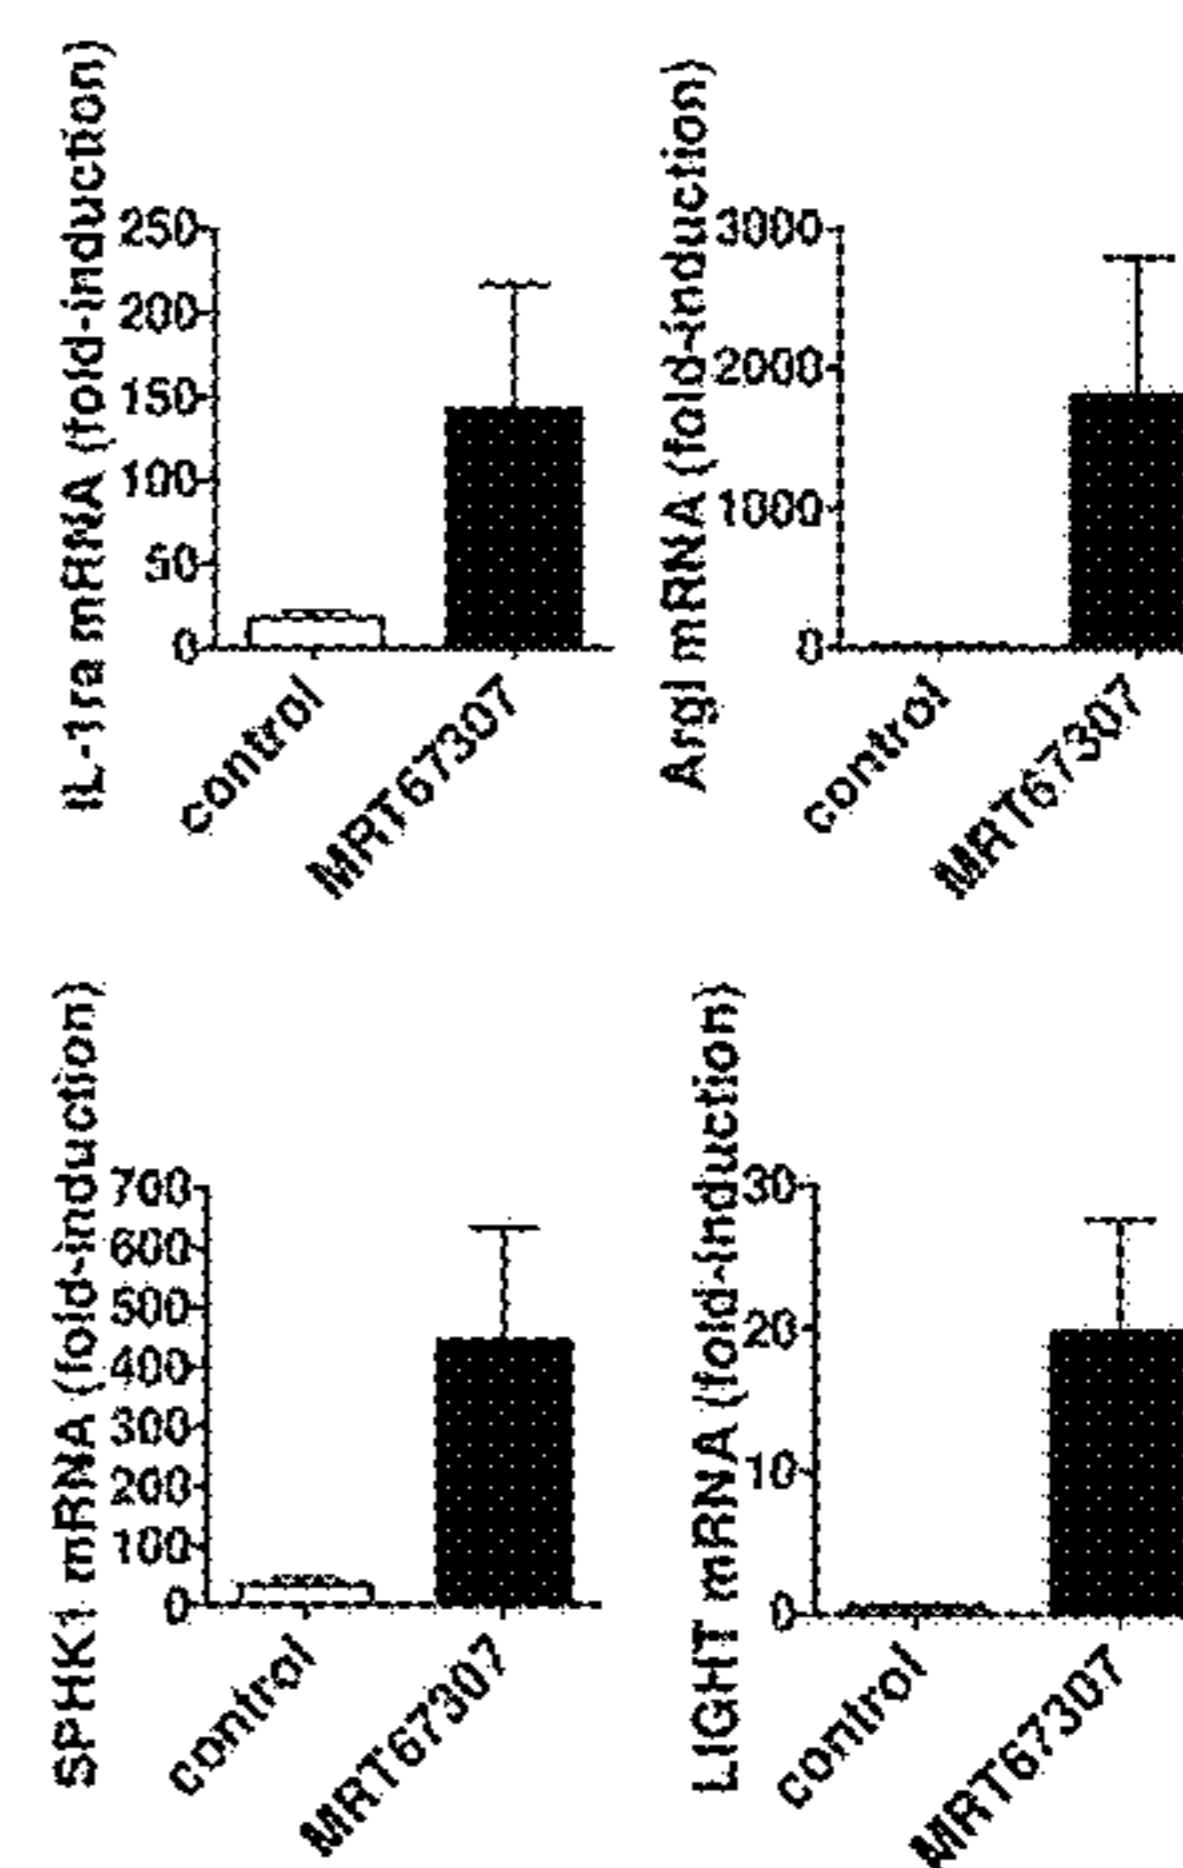 IL-1ra mRNA (fold-induction)
250
200
150
100
50
0
control
MRT67307
ArgI mRNA (fold-induction)
3000
2000
1000
0
control
MRT67307
SPHK1 mRNA (fold-induction)
700
600
500
400
300
200
100
0
control
MRT67307
LIGHT mRNA (fold-induction)
30
20
10
0
control
MRT67307